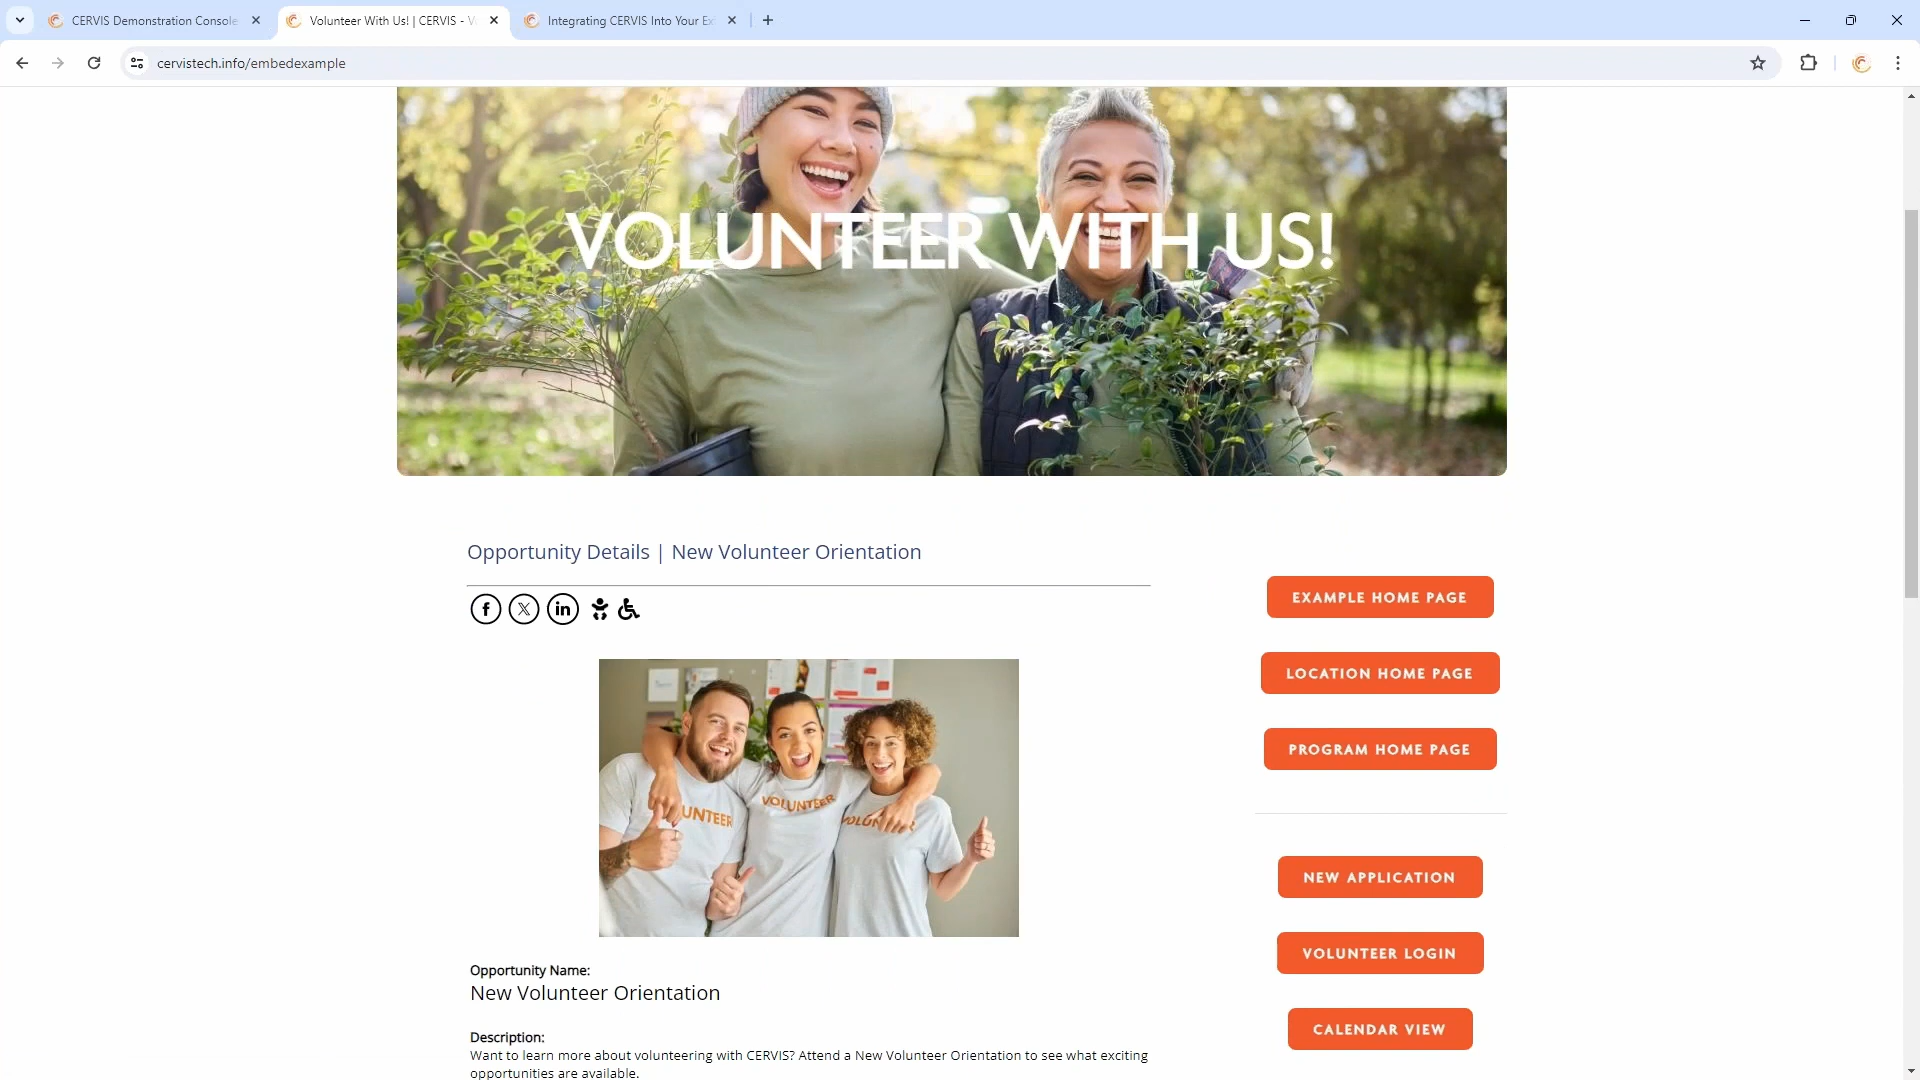 CERVIS Demonstration Console
Volunteer With Us! | CERVIS -
Integrating CERVIS Into Your
cervistech.info/embedexample
VOLUNTEER WITH US!
Opportunity Details | New Volunteer Orientation
EXAMPLE HOME PAGE
LOCATION HOME PAGE
PROGRAM HOME PAGE
UNTEER
VOLUNTEER
NEW APPLICATION
VOLUNTEER LOGIN
CALENDAR VIEW
Opportunity Name:
New Volunteer Orientation
Description:
Want to learn more about volunteering with CERVIS? Attend a New Volunteer Orientation to see what exciting
opportunities are available.